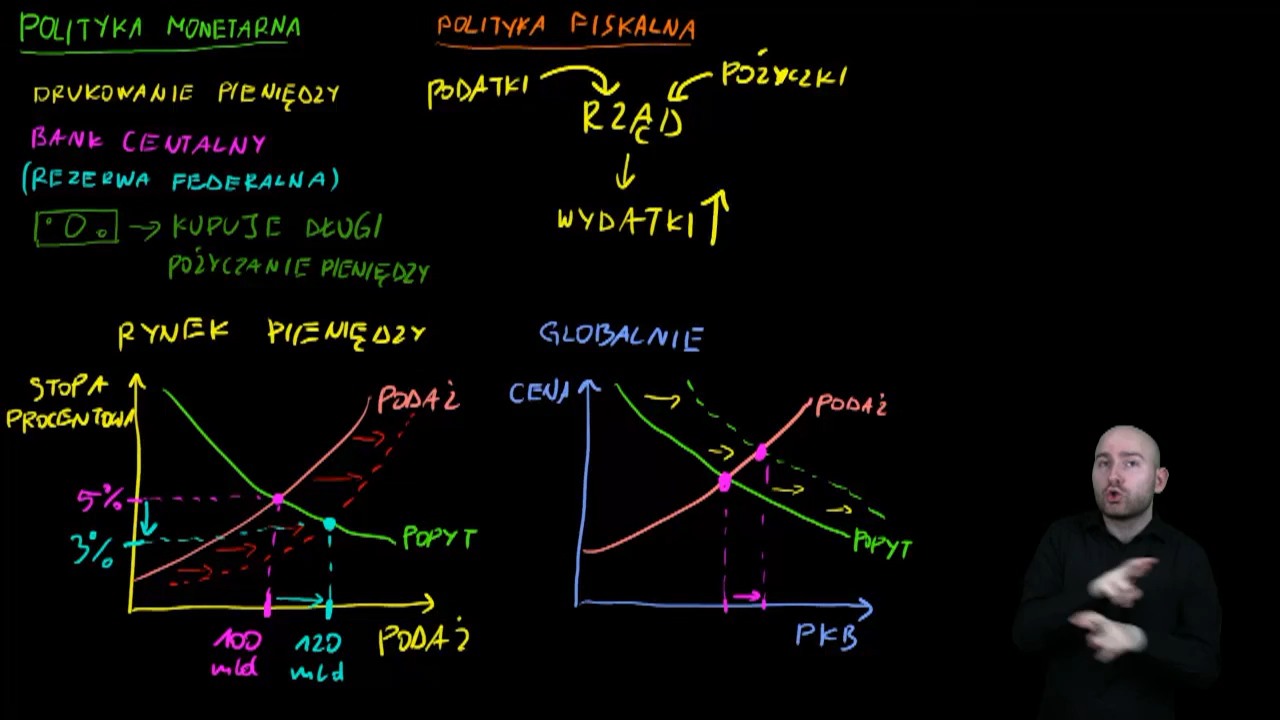 POLITYKA MONETARNA
DRUKOWANIE PIENIĘDZY
BANK CENTALNY
(REZERWA FEDERALNA)
KUPUJE DŁUGI
POŻYCZANIE PIENIĘDZY
POLITYKA FISKALNA
PODATKI
POŻYCZKI
RZĄD
WYDATKI
RYNEK PIENIĘDZY
STOPA
PROCENTOWA
PODAŻ
5%
3%
POPYT
100
mld
120
mld
PODAŻ
GLOBALNIE
CENA
PODAŻ
POPYT
PKB